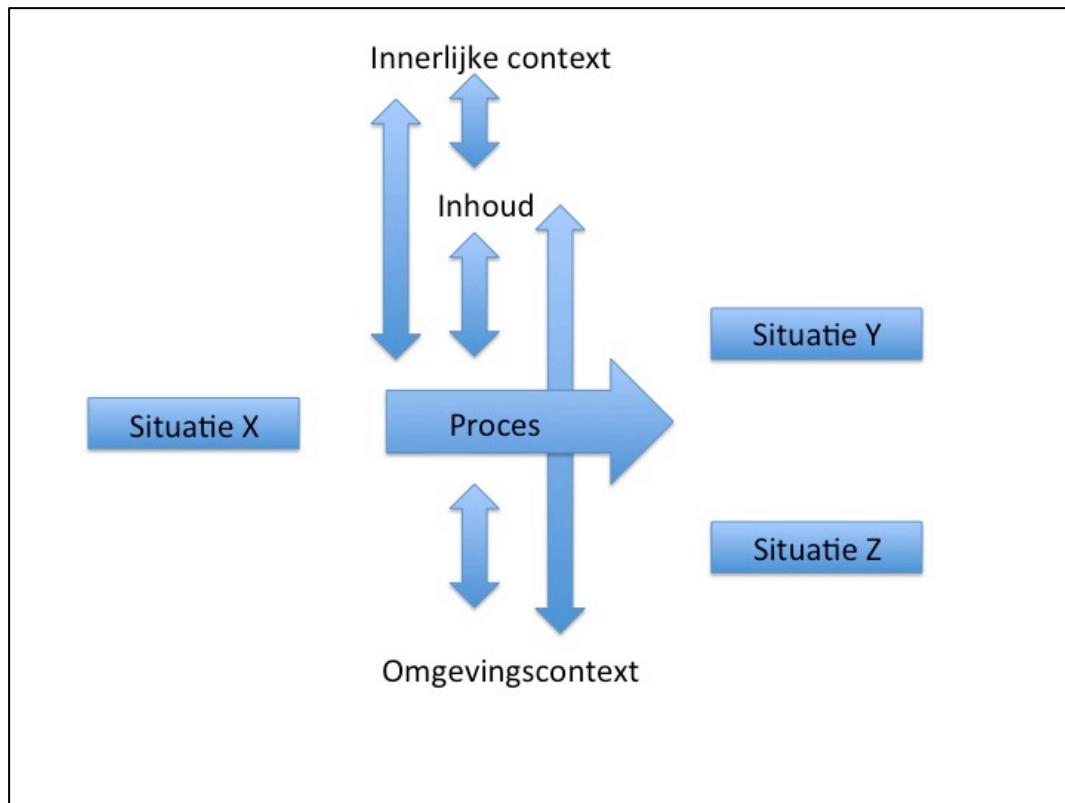 Innerlijke context
Inhoud
Situatie Y
Situatie X
Proces
Situatie Z
Omgevingscontext